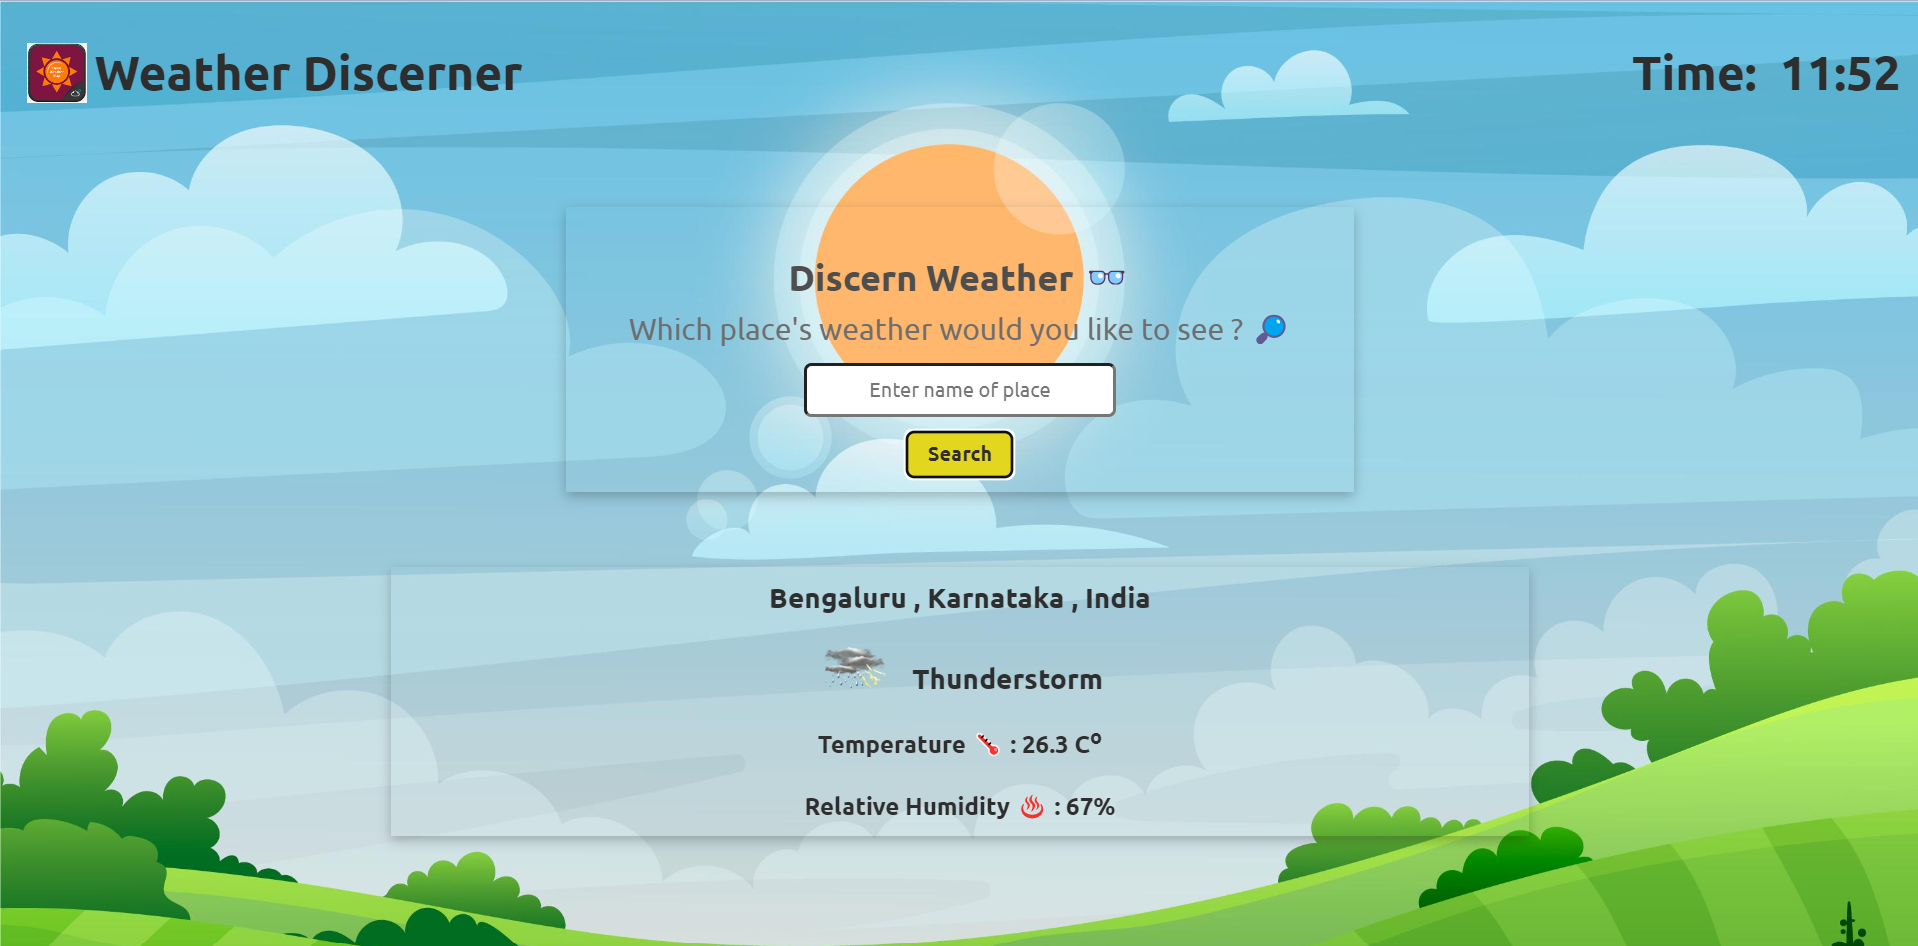 Weather Discerner
Time: 11:52
Discern Weather 👓
Which place's weather would you like to see ? 🔎
Enter name of place
Search
Bengaluru , Karnataka , India
Thunderstorm
Temperature 🌡️ : 26.3 C⁰
Relative Humidity ♨️ : 67%